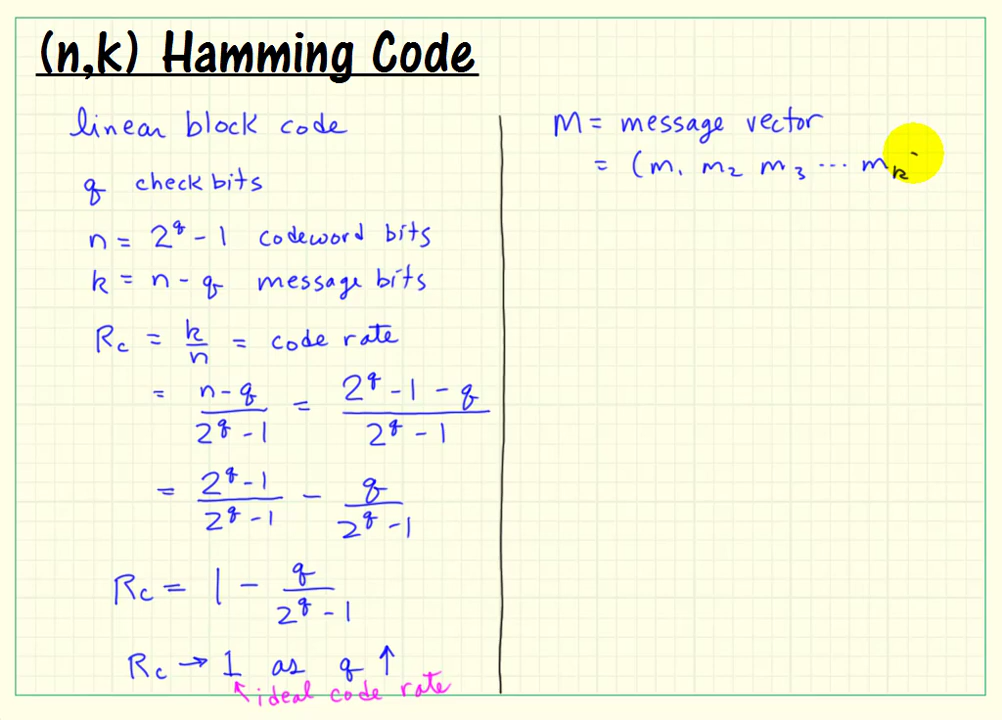 (n,k) Hamming Code
linear block code
q check bits
n = 2^q - 1 codeword bits
k = n - q message bits
Rc = k/n = code rate
= (n-q)/(2^q - 1) = (2^q - 1 - q)/(2^q - 1)
= (2^q - 1)/(2^q - 1) - q/(2^q - 1)
Rc = 1 - q/(2^q - 1)
Rc → 1 as q ↑
↖ ideal code rate
M = message vector
= (m₁ m₂ m₃ ... mₖ